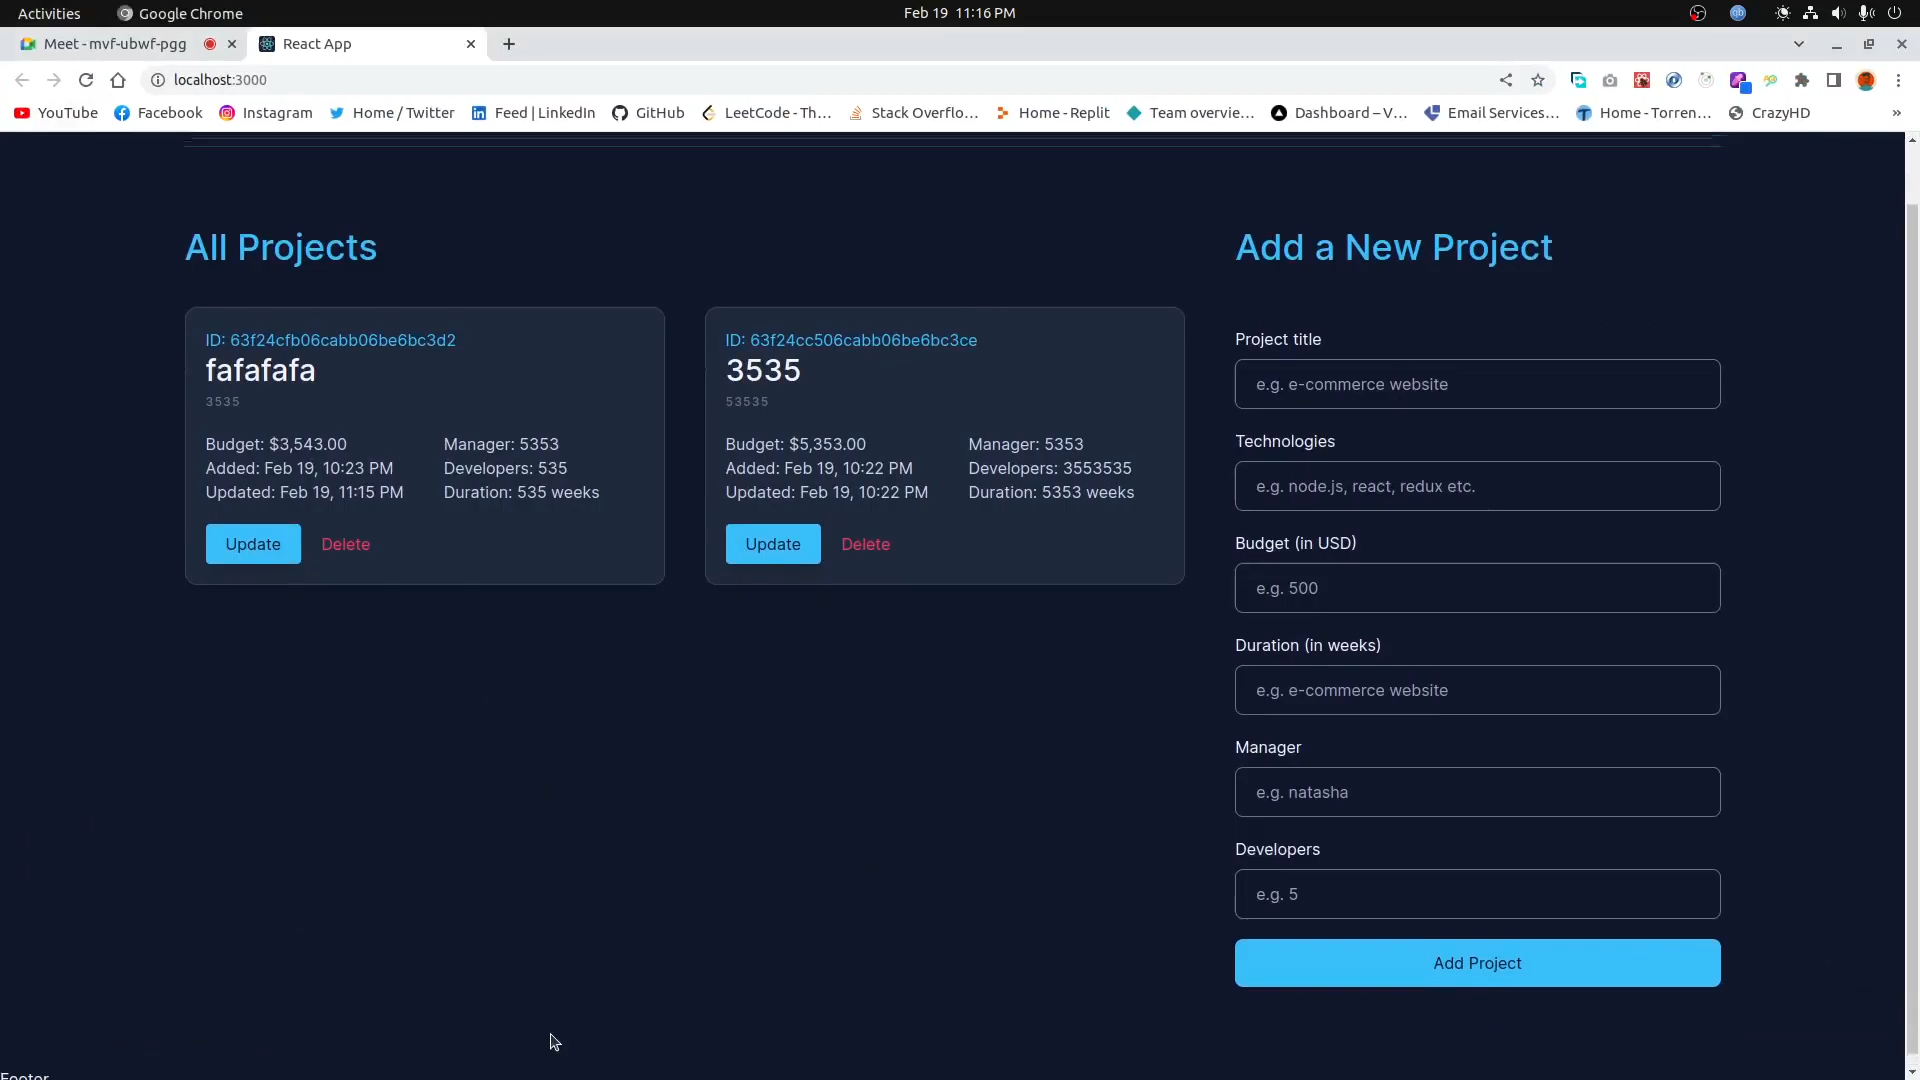 Activities
Google Chrome
Feb 19 11:16 PM
Meet - mvf-ubwf-pgg
React App
localhost:3000
YouTube
Facebook
Instagram
Home / Twitter
Feed | LinkedIn
GitHub
LeetCode - Th...
Stack Overflo...
Home - Replit
Team overvie...
Dashboard – V...
Email Services...
Home - Torren...
CrazyHD
»
All Projects
ID: 63f24cfb06cabb06be6bc3d2
fafafafa
3535
Budget: $3,543.00
Manager: 5353
Added: Feb 19, 10:23 PM
Developers: 535
Updated: Feb 19, 11:15 PM
Duration: 535 weeks
Update
Delete
ID: 63f24cc506cabb06be6bc3ce
3535
53535
Budget: $5,353.00
Manager: 5353
Added: Feb 19, 10:22 PM
Developers: 3553535
Updated: Feb 19, 10:22 PM
Duration: 5353 weeks
Update
Delete
Add a New Project
Project title
e.g. e-commerce website
Technologies
e.g. node.js, react, redux etc.
Budget (in USD)
e.g. 500
Duration (in weeks)
e.g. e-commerce website
Manager
e.g. natasha
Developers
e.g. 5
Add Project
Footer